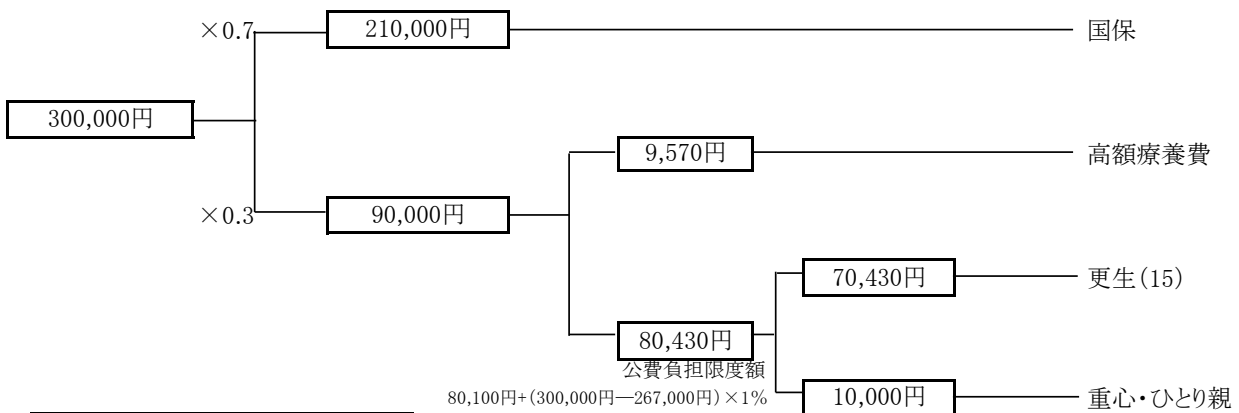 ×0.7
210,000円
国保
300,000円
9,570円
高額療養費
×0.3
90,000円
70,430円
更生(15)
80,430円
公費負担限度額
80,100円+(300,000円―267,000円)×1%
10,000円
重心・ひとり親